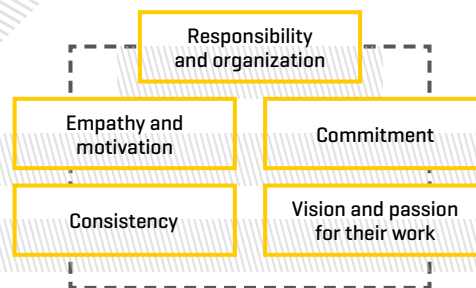 Responsibility
and organization
Empathy and
motivation
Commitment
Consistency
Vision and passion
for their work